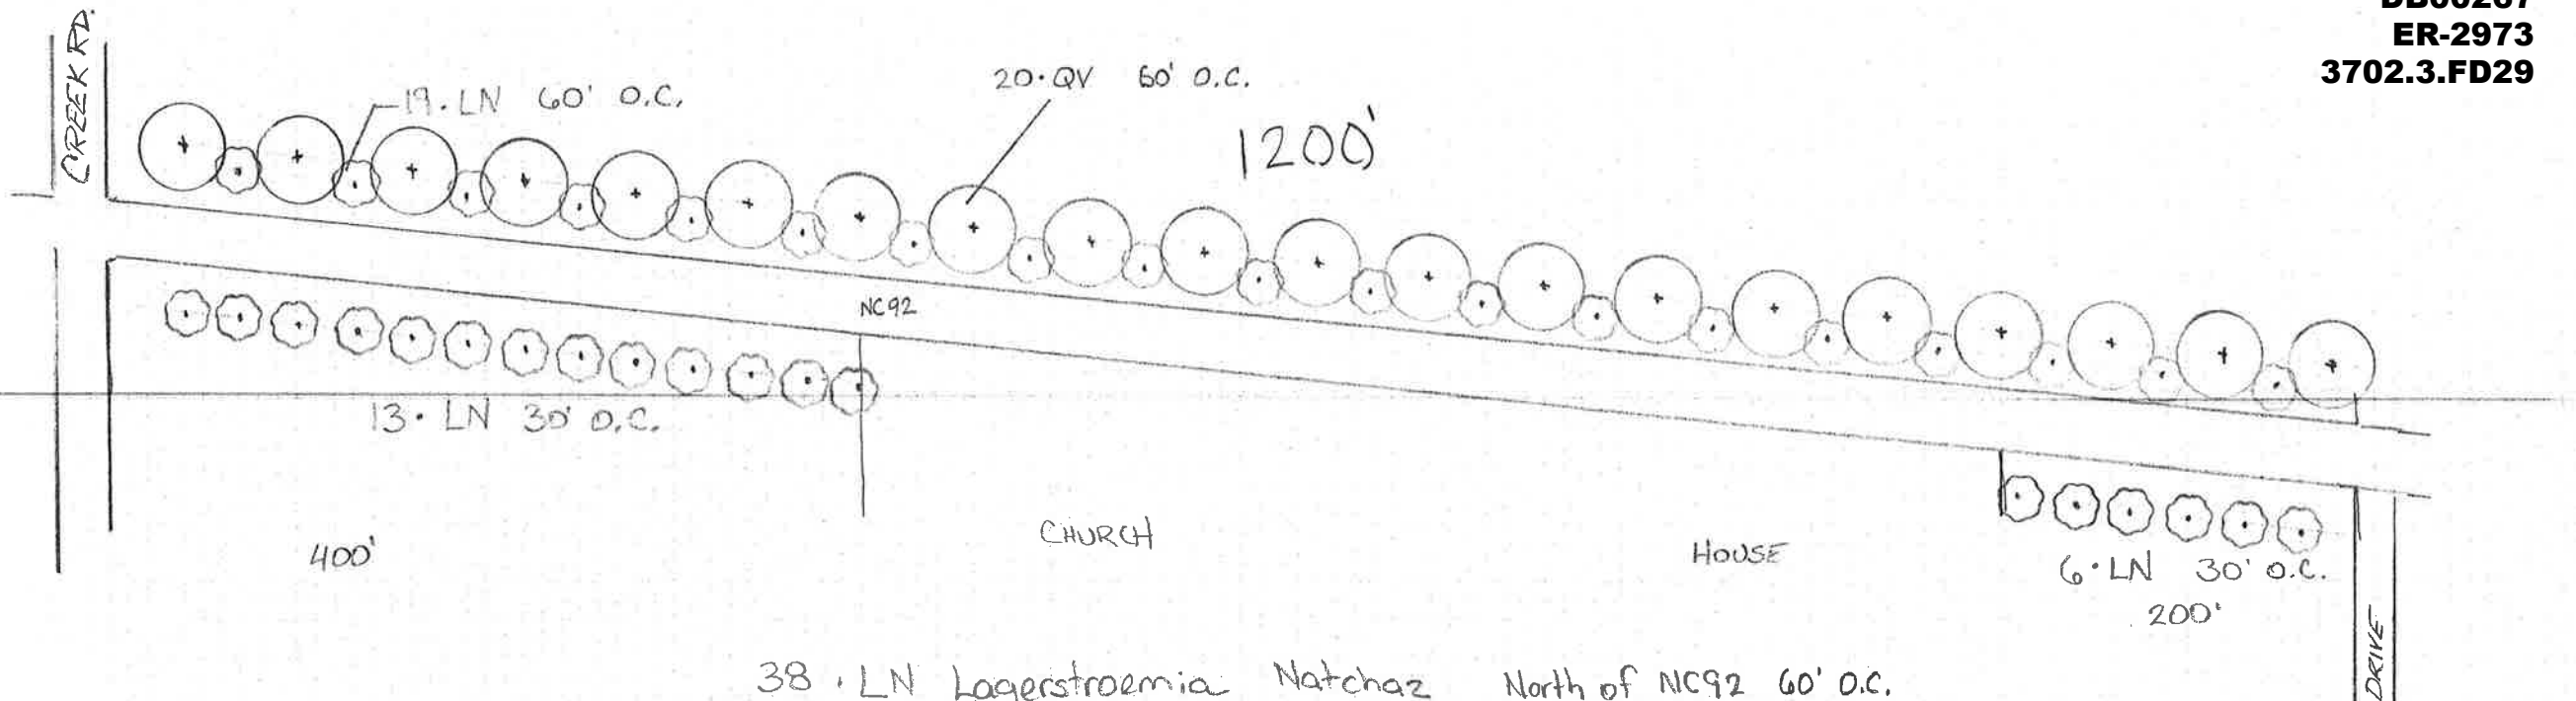 ER-2973
3702.3.FD29
CREEK RD.
19·LN 60' O.C.
20·QV 60' O.C.
1200'
NC92
13·LN 30' O.C.
400'
CHURCH
HOUSE
6·LN 30' O.C.
200'
DRIVE
38·LN Lagerstroemia Natchaz North of NC92 60' O.C.